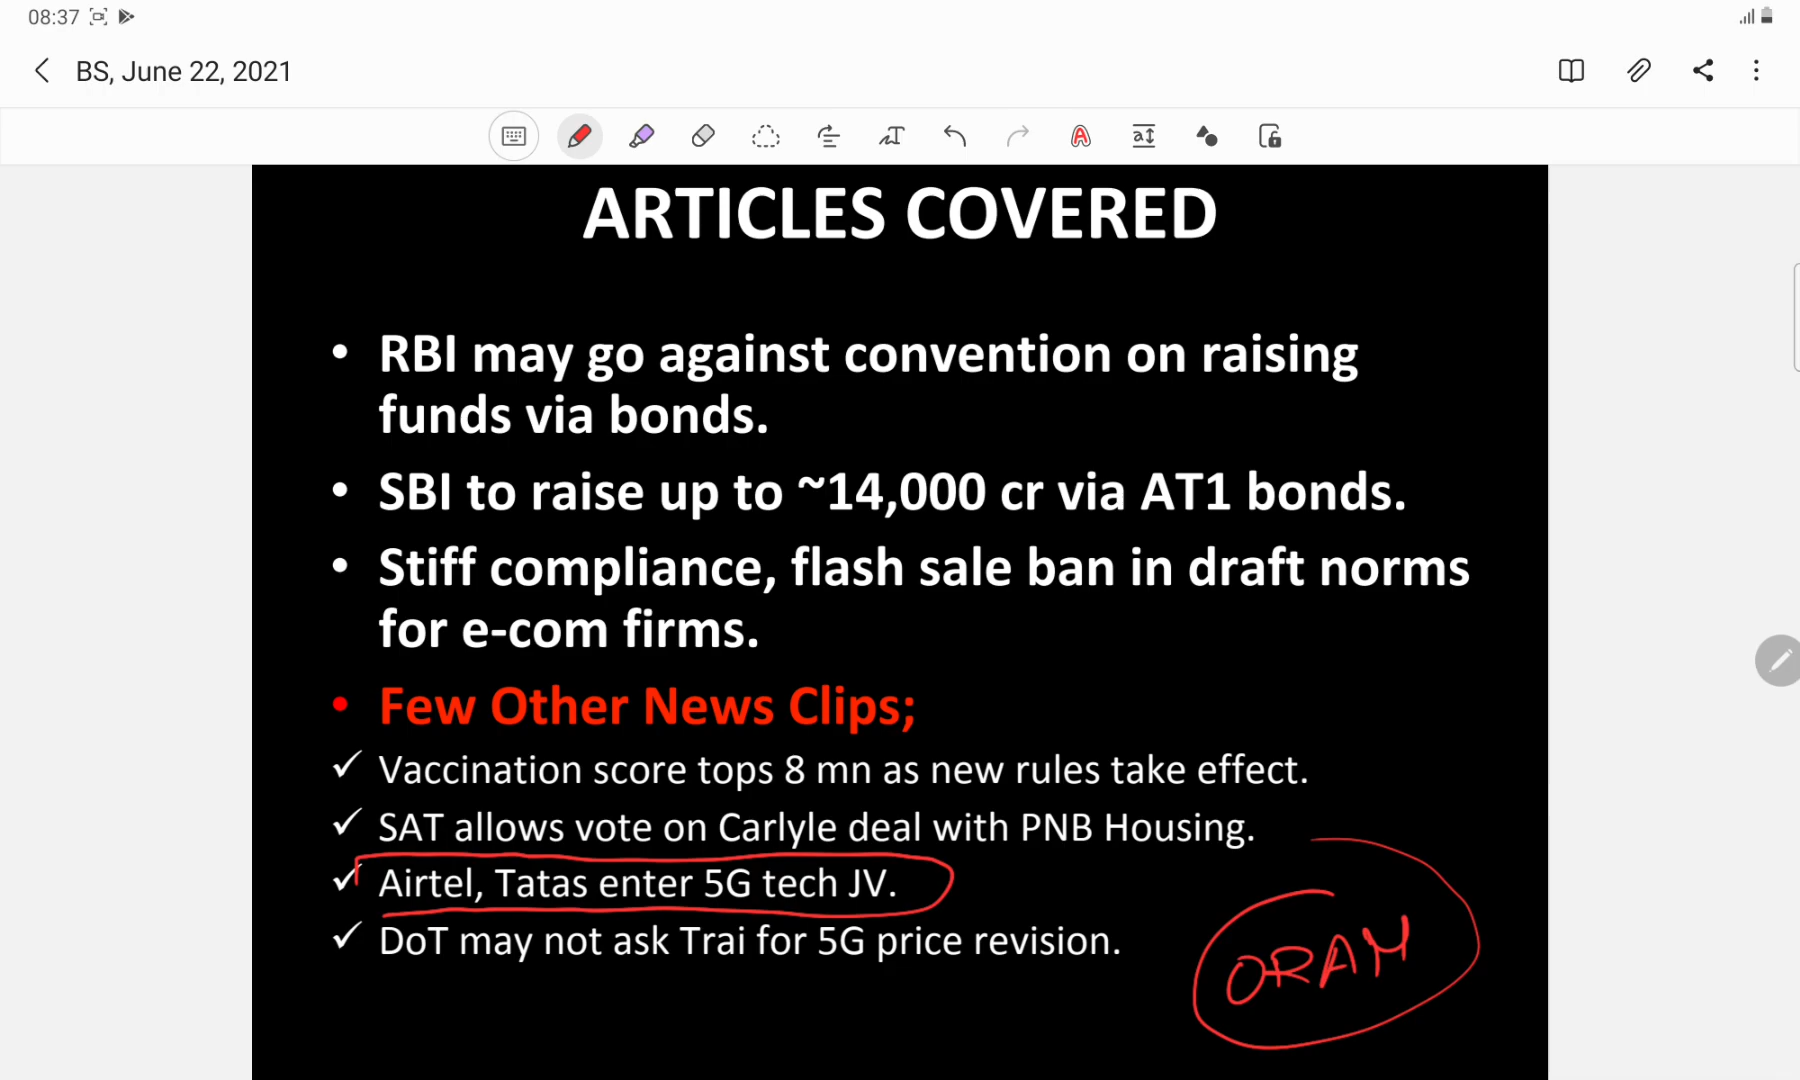 08:37
BS, June 22, 2021
ARTICLES COVERED
• RBI may go against convention on raising
funds via bonds.
• SBI to raise up to ~14,000 cr via AT1 bonds.
• Stiff compliance, flash sale ban in draft norms
for e-com firms.
• Few Other News Clips;
✓ Vaccination score tops 8 mn as new rules take effect.
✓ SAT allows vote on Carlyle deal with PNB Housing.
✓ Airtel, Tatas enter 5G tech JV.
✓ DoT may not ask Trai for 5G price revision.
ORAN